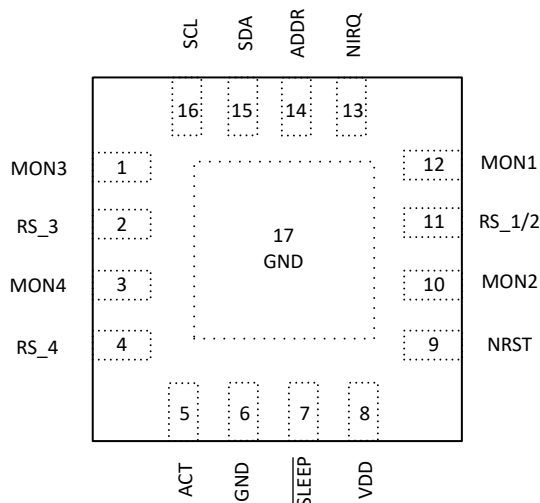 SCL SDA ADDR NIRQ
16 15 14 13
MON3 1 12 MON1
RS_3 2 11 RS_1/2
17
GND
MON4 3 10 MON2
RS_4 4 9 NRST
5 6 7 8
ACT GND SLEEP VDD